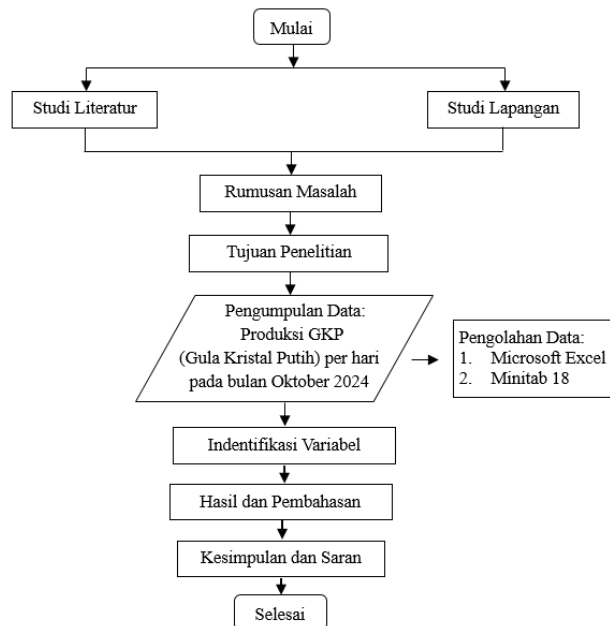 Mulai
Studi Literatur
Studi Lapangan
Rumusan Masalah
Tujuan Penelitian
Pengumpulan Data:
Produksi GKP
(Gula Kristal Putih) per hari
pada bulan Oktober 2024
Pengolahan Data:
1. Microsoft Excel
2. Minitab 18
Indentifikasi Variabel
Hasil dan Pembahasan
Kesimpulan dan Saran
Selesai